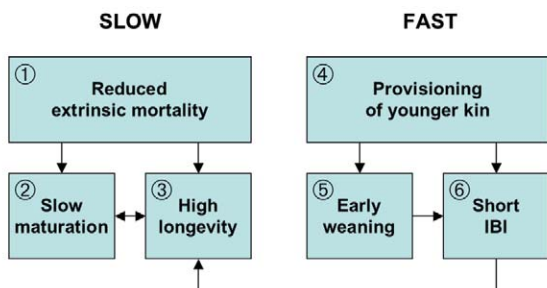 SLOW
FAST
① Reduced
extrinsic mortality
④ Provisioning
of younger kin
② Slow
maturation
③ High
longevity
⑤ Early
weaning
⑥ Short
IBI